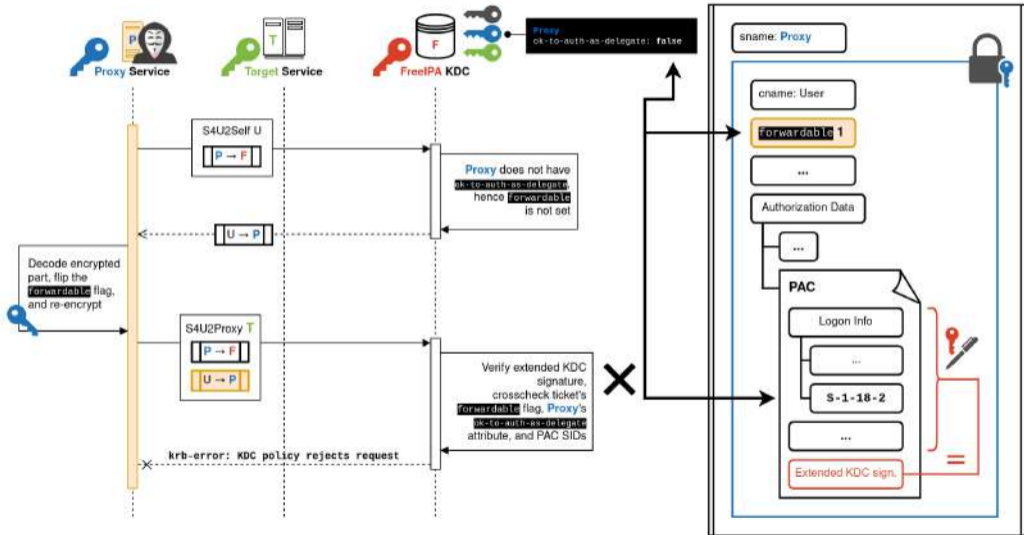 P
T
F
Proxy Service
Target Service
FreeIPA KDC
Proxy
ok-to-auth-as-delegate: false
S4U2Self U
P → F
Proxy does not have
ok-to-auth-as-delegate,
hence forwardable
is not set
U → P
Decode encrypted
part, flip the
forwardable flag,
and re-encrypt
S4U2Proxy T
P → F
U → P
Verify extended KDC
signature,
crosscheck ticket's
forwardable flag, Proxy's
ok-to-auth-as-delegate
attribute, and PAC SIDs
krb-error: KDC policy rejects request
sname: Proxy
cname: User
forwardable 1
...
Authorization Data
...
PAC
Logon Info
...
S-1-18-2
...
=
Extended KDC sign.